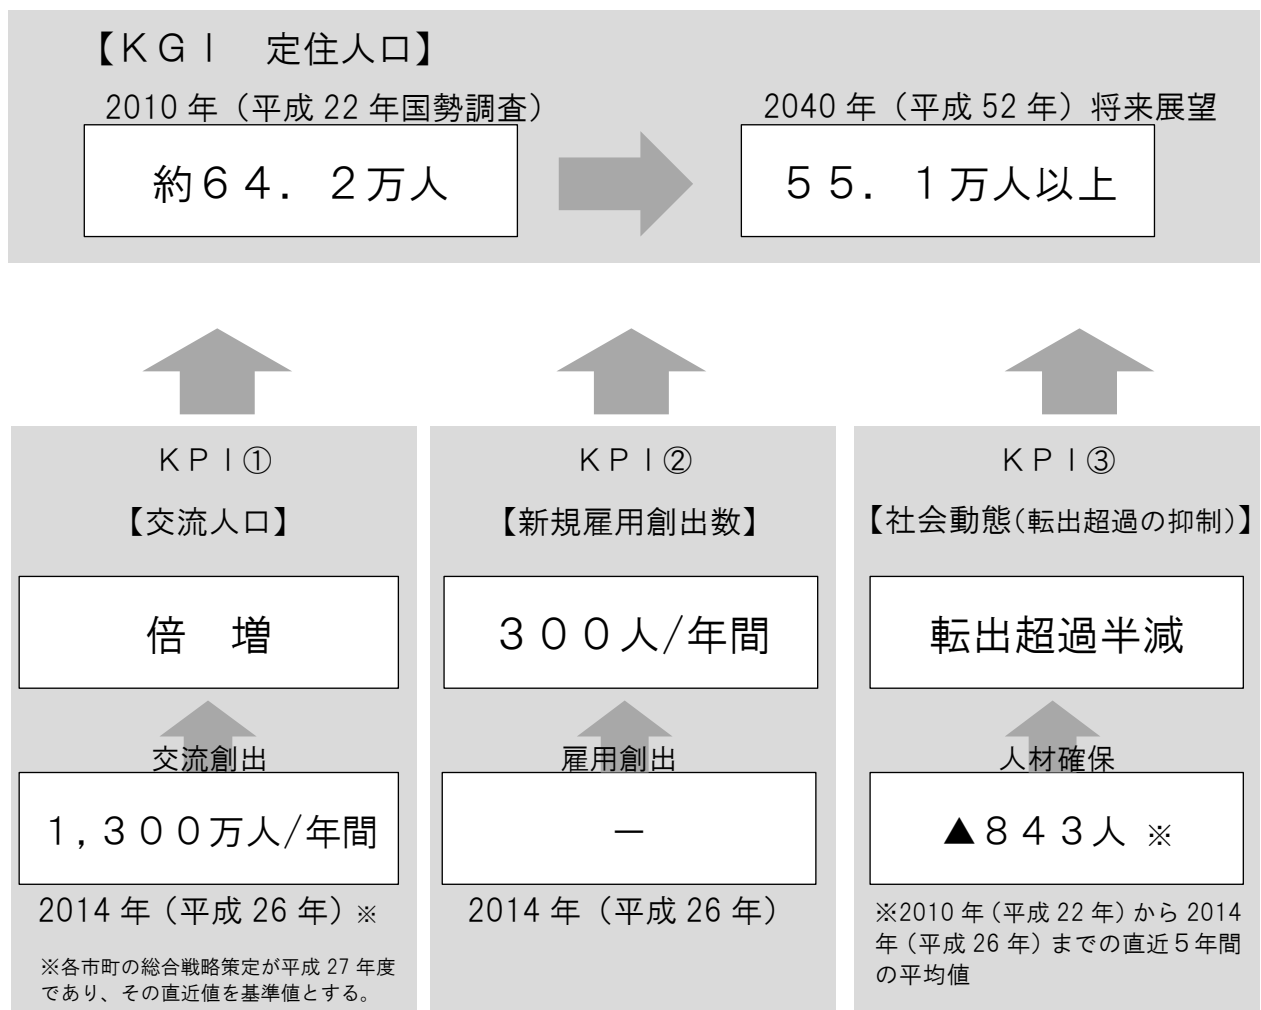 【ＫＧＩ　定住人口】
2010 年（平成 22 年国勢調査）
2040 年（平成 52 年）将来展望
約６４．２万人
５５．１万人以上
ＫＰＩ①
【交流人口】
倍　増
交流創出
１,３００万人/年間
2014 年（平成 26 年）※
※各市町の総合戦略策定が平成 27 年度
であり、その直近値を基準値とする。
ＫＰＩ②
【新規雇用創出数】
３００人/年間
雇用創出
－
2014 年（平成 26 年）
ＫＰＩ③
【社会動態(転出超過の抑制)】
転出超過半減
人材確保
▲８４３人 ※
※2010 年（平成 22 年）から 2014
年（平成 26 年）までの直近５年間
の平均値